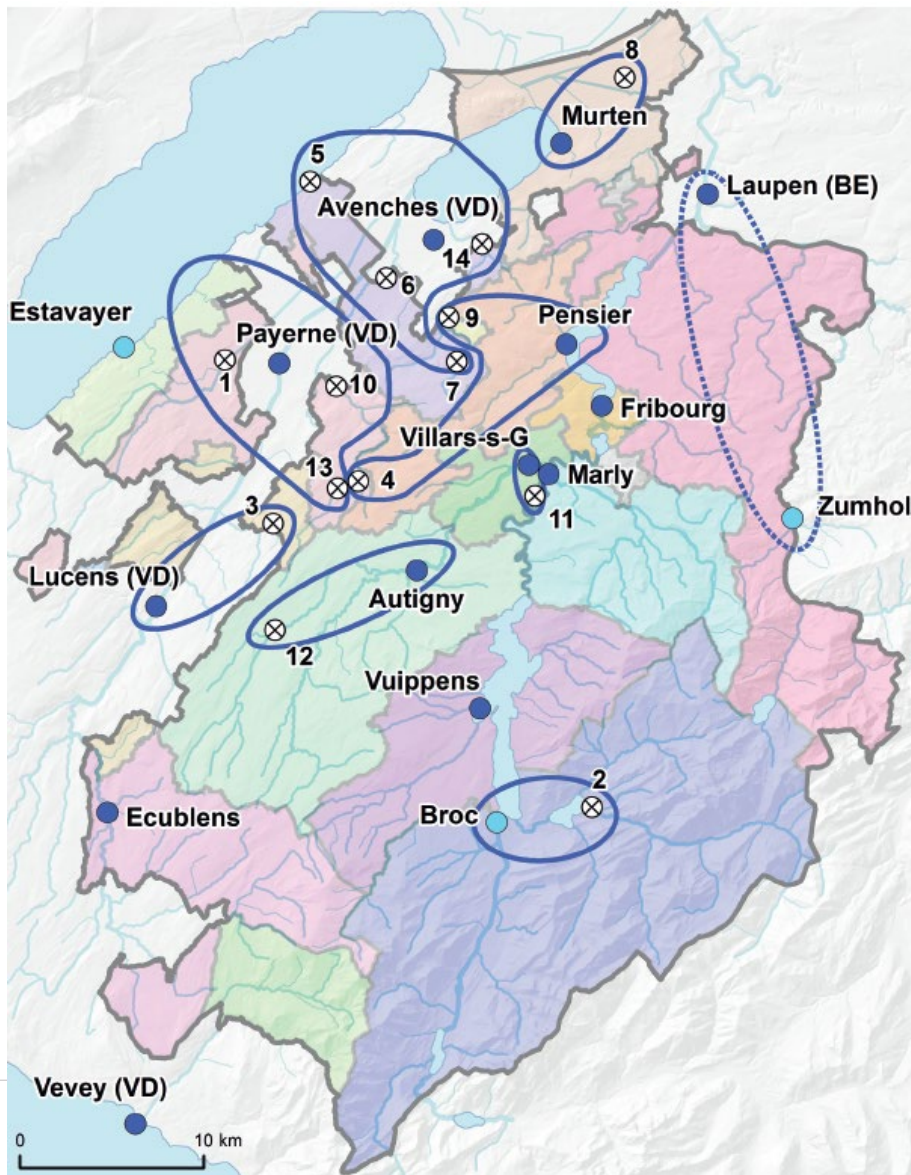 8
Murten
5
Laupen (BE)
Avenches (VD)
14
6
Estavayer
9
Pensier
Payerne (VD)
1
10
7
Fribourg
Villars-s-G
13
4
Marly
3
11
Zumholz
Lucens (VD)
Autigny
12
Vuippens
2
Ecublens
Broc
Vevey (VD)
0
10 km